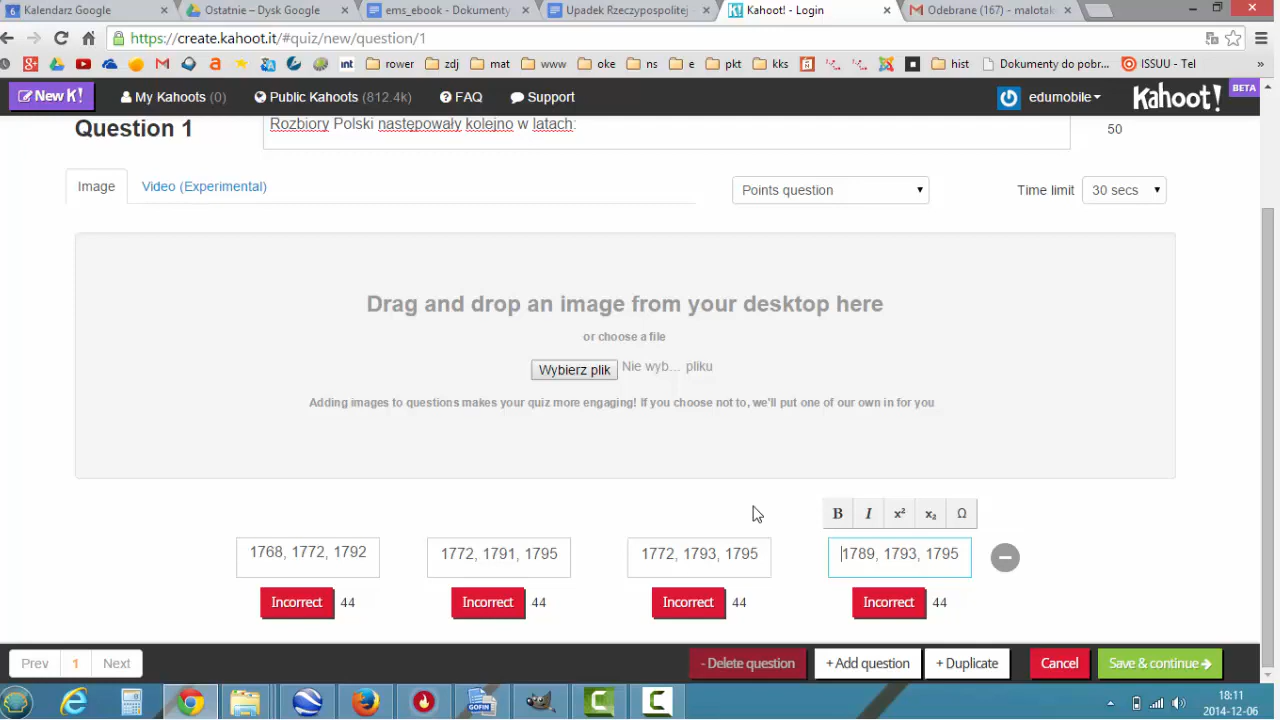 Kalendarz Google
Ostatnie – Dysk Google
ems_ebook - Dokumenty
Upadek Rzeczypospolitej
Kahoot! - Login
Odebrane (167) - malotak
https://create.kahoot.it/#quiz/new/question/1
int
rower
zdj
mat
www
oke
ns
e
pkt
kks
hist
Dokumenty do pobr...
ISSUU - Tel
»
New K!
My Kahoots (0)
Public Kahoots (812.4k)
FAQ
Support
edumobile
Kahoot!
BETA
Question 1
Rozbiory Polski następowały kolejno w latach:
50
Image
Video (Experimental)
Points question
Time limit
30 secs
Drag and drop an image from your desktop here
or choose a file
Wybierz plik
Nie wyb... pliku
Adding images to questions makes your quiz more engaging! If you choose not to, we'll put one of our own in for you
B I x² x₂ Ω
1768, 1772, 1792
1772, 1791, 1795
1772, 1793, 1795
1789, 1793, 1795
Incorrect 44
Incorrect 44
Incorrect 44
Incorrect 44
Prev 1 Next
- Delete question
+ Add question
+ Duplicate
Cancel
Save & continue
GOFIN
18:11
2014-12-06